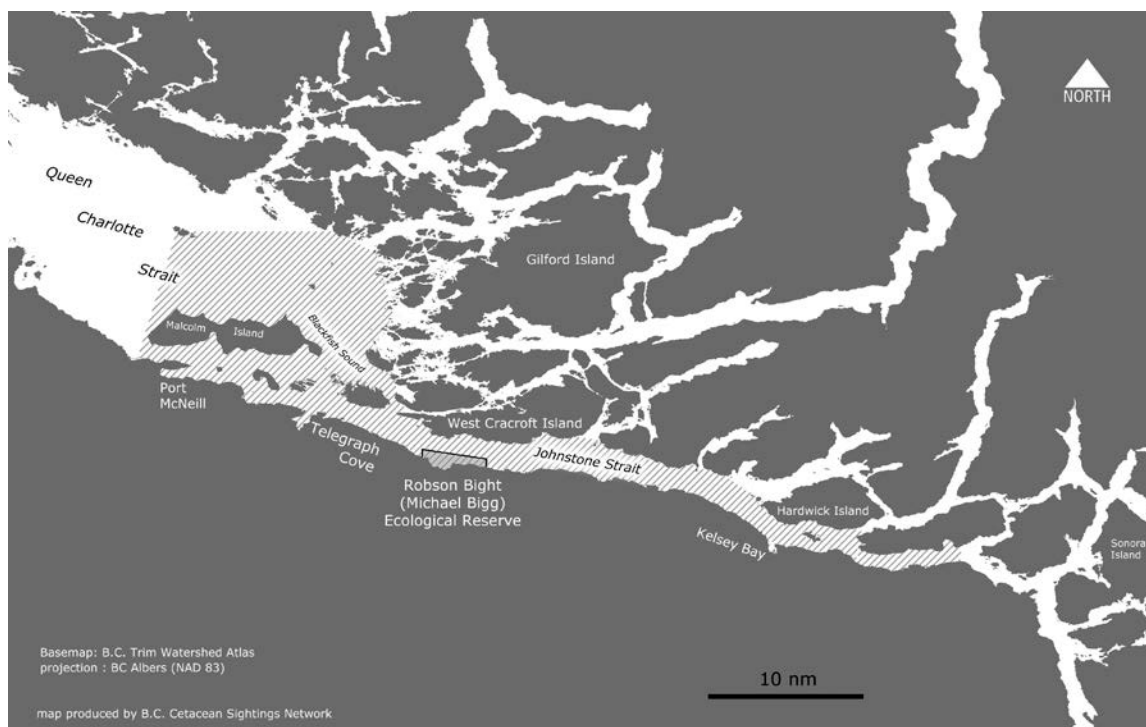 NORTH
Queen
Charlotte
Strait
Gilford Island
Malcolm Island
Blackfish Sound
Port
McNeill
West Cracroft Island
Telegraph
Cove
Johnstone Strait
Robson Bight
(Michael Bigg)
Ecological Reserve
Hardwick Island
Kelsey Bay
Sonora
Island
Basemap: B.C. Trim Watershed Atlas
projection : BC Albers (NAD 83)
10 nm
map produced by B.C. Cetacean Sightings Network